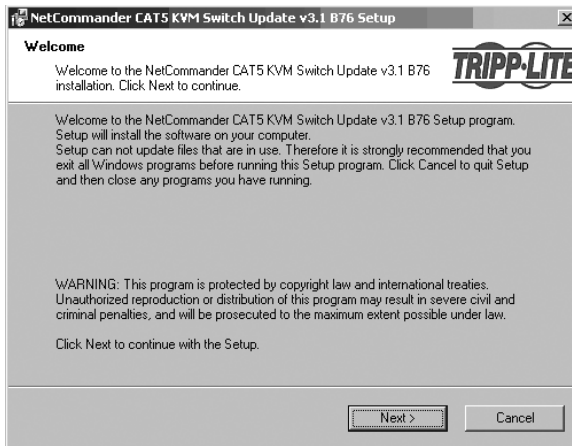 NetCommander CAT5 KVM Switch Update v3.1 B76 Setup
Welcome
Welcome to the NetCommander CAT5 KVM Switch Update v3.1 B76
installation. Click Next to continue.
TRIPP·LITE
Welcome to the NetCommander CAT5 KVM Switch Update v3.1 B76 Setup program.
Setup will install the software on your computer.
Setup can not update files that are in use. Therefore it is strongly recommended that you
exit all Windows programs before running this Setup program. Click Cancel to quit Setup
and then close any programs you have running.
WARNING: This program is protected by copyright law and international treaties.
Unauthorized reproduction or distribution of this program may result in severe civil and
criminal penalties, and will be prosecuted to the maximum extent possible under law.
Click Next to continue with the Setup.
Next >
Cancel